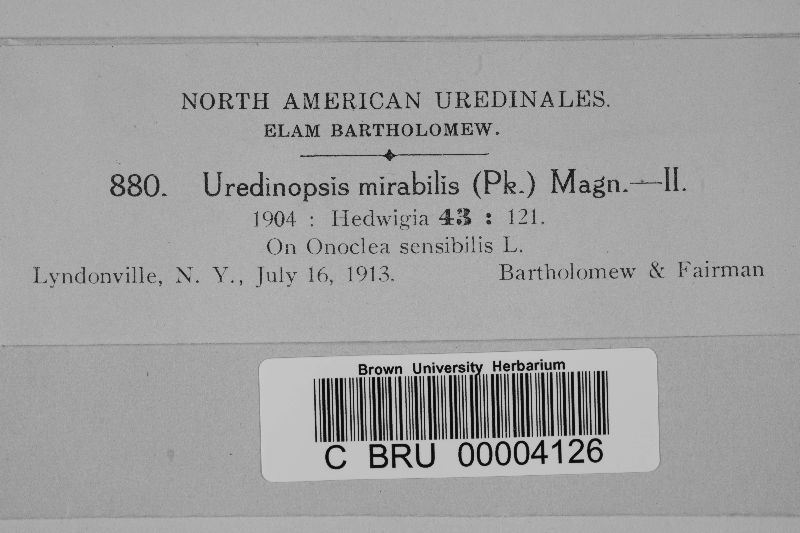 NORTH AMERICAN UREDINALES.
ELAM BARTHOLOMEW.
880. Uredinopsis mirabilis (Pk.) Magn.—II.
1904 : Hedwigia 43 : 121.
On Onoclea sensibilis L.
Lyndonville, N. Y., July 16, 1913. Bartholomew & Fairman
Brown University Herbarium
C BRU 00004126